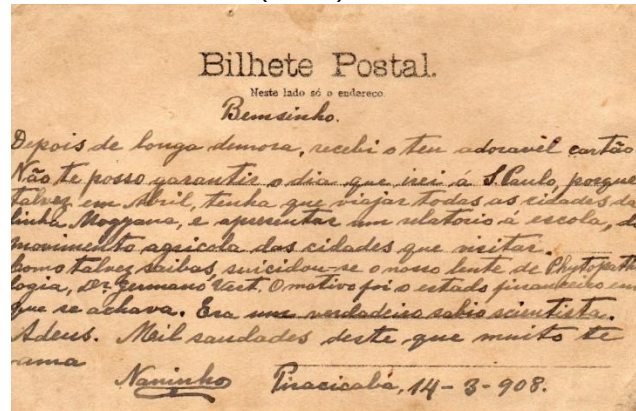 Bilhete Postal.
Neste lado só o endereço.
Bemsinho.
Depois de longa demora, recebi o teu adoravél cartão
Não te posso garantir o dia que irei á S. Paulo, porque
talvez em Abril, tenha que viajar todas as cidades da
linha Mogyana, e apresentar um relatorio á escola, do
movimento agricola das cidades que visitar.
Como talvez saibas, suicidou-se o nosso lente de Phytopatho
logia, Dr. Germano Vert. O motivo foi o estado financeiro em
que se achava. Era um verdadeiro sabio scientista.
Adeus. Mil saudades deste que muito te
ama
Naninho Piracicaba, 14-3-908.